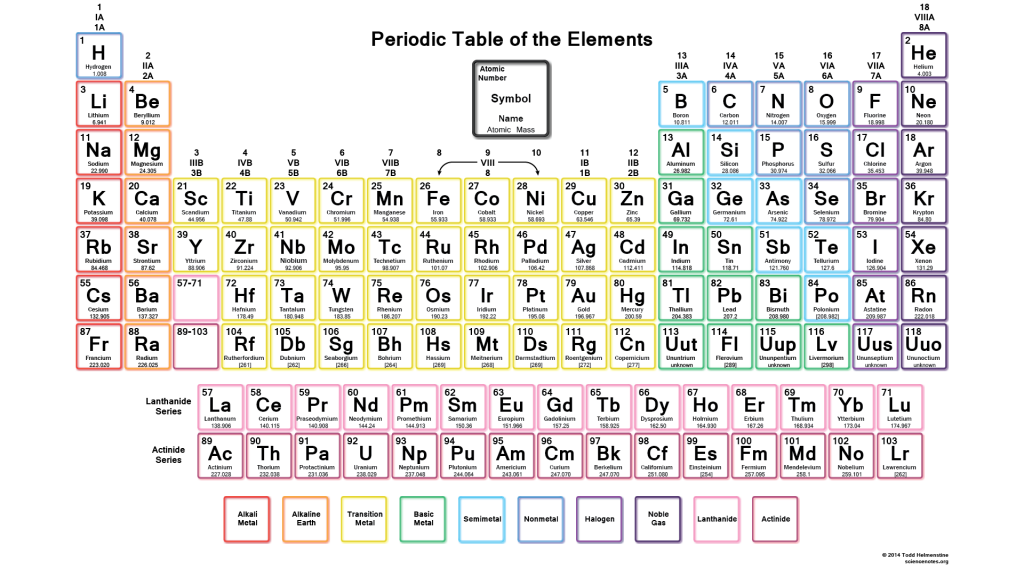 1 18
IA VIIIA
1A 8A
Periodic Table of the Elements
1 2
H He
Hydrogen Helium
1.008 4.003
2 13 14 15 16 17
IIA IIIA IVA VA VIA VIIA
2A 3A 4A 5A 6A 7A
Atomic
Number
Symbol
Name
Atomic Mass
3 4 5 6 7 8 9 10
Li Be B C N O F Ne
Lithium Beryllium Boron Carbon Nitrogen Oxygen Fluorine Neon
6.941 9.012 10.811 12.011 14.007 15.999 18.998 20.180
11 12 13 14 15 16 17 18
Na Mg Al Si P S Cl Ar
Sodium Magnesium Aluminum Silicon Phosphorus Sulfur Chlorine Argon
22.990 24.305 26.982 28.086 30.974 32.066 35.453 39.948
3 4 5 6 7 8 9 10 11 12
IIIB IVB VB VIB VIIB VIII IB IIB
3B 4B 5B 6B 7B 8 1B 2B
19 20 21 22 23 24 25 26 27 28 29 30 31 32 33 34 35 36
K Ca Sc Ti V Cr Mn Fe Co Ni Cu Zn Ga Ge As Se Br Kr
Potassium Calcium Scandium Titanium Vanadium Chromium Manganese Iron Cobalt Nickel Copper Zinc Gallium Germanium Arsenic Selenium Bromine Krypton
39.098 40.078 44.956 47.88 50.942 51.996 54.938 55.933 58.933 58.693 63.546 65.39 69.732 72.61 74.922 78.972 79.904 84.80
37 38 39 40 41 42 43 44 45 46 47 48 49 50 51 52 53 54
Rb Sr Y Zr Nb Mo Tc Ru Rh Pd Ag Cd In Sn Sb Te I Xe
Rubidium Strontium Yttrium Zirconium Niobium Molybdenum Technetium Ruthenium Rhodium Palladium Silver Cadmium Indium Tin Antimony Tellurium Iodine Xenon
84.468 87.62 88.906 91.224 92.906 95.95 98.907 101.07 102.906 106.42 107.868 112.411 114.818 118.71 121.760 127.6 126.904 131.29
55 56 57-71 72 73 74 75 76 77 78 79 80 81 82 83 84 85 86
Cs Ba Hf Ta W Re Os Ir Pt Au Hg Tl Pb Bi Po At Rn
Cesium Barium Hafnium Tantalum Tungsten Rhenium Osmium Iridium Platinum Gold Mercury Thallium Lead Bismuth Polonium Astatine Radon
132.905 137.327 178.49 180.948 183.85 186.207 190.23 192.22 195.08 196.967 200.59 204.383 207.2 208.980 [208.982] 209.987 222.018
87 88 89-103 104 105 106 107 108 109 110 111 112 113 114 115 116 117 118
Fr Ra Rf Db Sg Bh Hs Mt Ds Rg Cn Uut Fl Uup Lv Uus Uuo
Francium Radium Rutherfordium Dubnium Seaborgium Bohrium Hassium Meitnerium Darmstadtium Roentgenium Copernicium Ununtrium Flerovium Ununpentium Livermorium Ununseptium Ununoctium
223.020 226.025 [261] [262] [266] [264] [269] [268] [269] [272] [277] unknown [289] unknown [298] unknown unknown
Lanthanide
Series
57 58 59 60 61 62 63 64 65 66 67 68 69 70 71
La Ce Pr Nd Pm Sm Eu Gd Tb Dy Ho Er Tm Yb Lu
Lanthanum Cerium Praseodymium Neodymium Promethium Samarium Europium Gadolinium Terbium Dysprosium Holmium Erbium Thulium Ytterbium Lutetium
138.906 140.115 140.908 144.24 144.913 150.36 151.966 157.25 158.925 162.50 164.930 167.26 168.934 173.04 174.967
Actinide
Series
89 90 91 92 93 94 95 96 97 98 99 100 101 102 103
Ac Th Pa U Np Pu Am Cm Bk Cf Es Fm Md No Lr
Actinium Thorium Protactinium Uranium Neptunium Plutonium Americium Curium Berkelium Californium Einsteinium Fermium Mendelevium Nobelium Lawrencium
227.028 232.038 231.036 238.029 237.048 244.064 243.061 247.070 247.070 251.080 [254] 257.095 258.1 259.101 [262]
Alkali
Metal
Alkaline
Earth
Transition
Metal
Basic
Metal
Semimetal
Nonmetal
Halogen
Noble
Gas
Lanthanide
Actinide
© 2014 Todd Helmenstine
sciencenotes.org